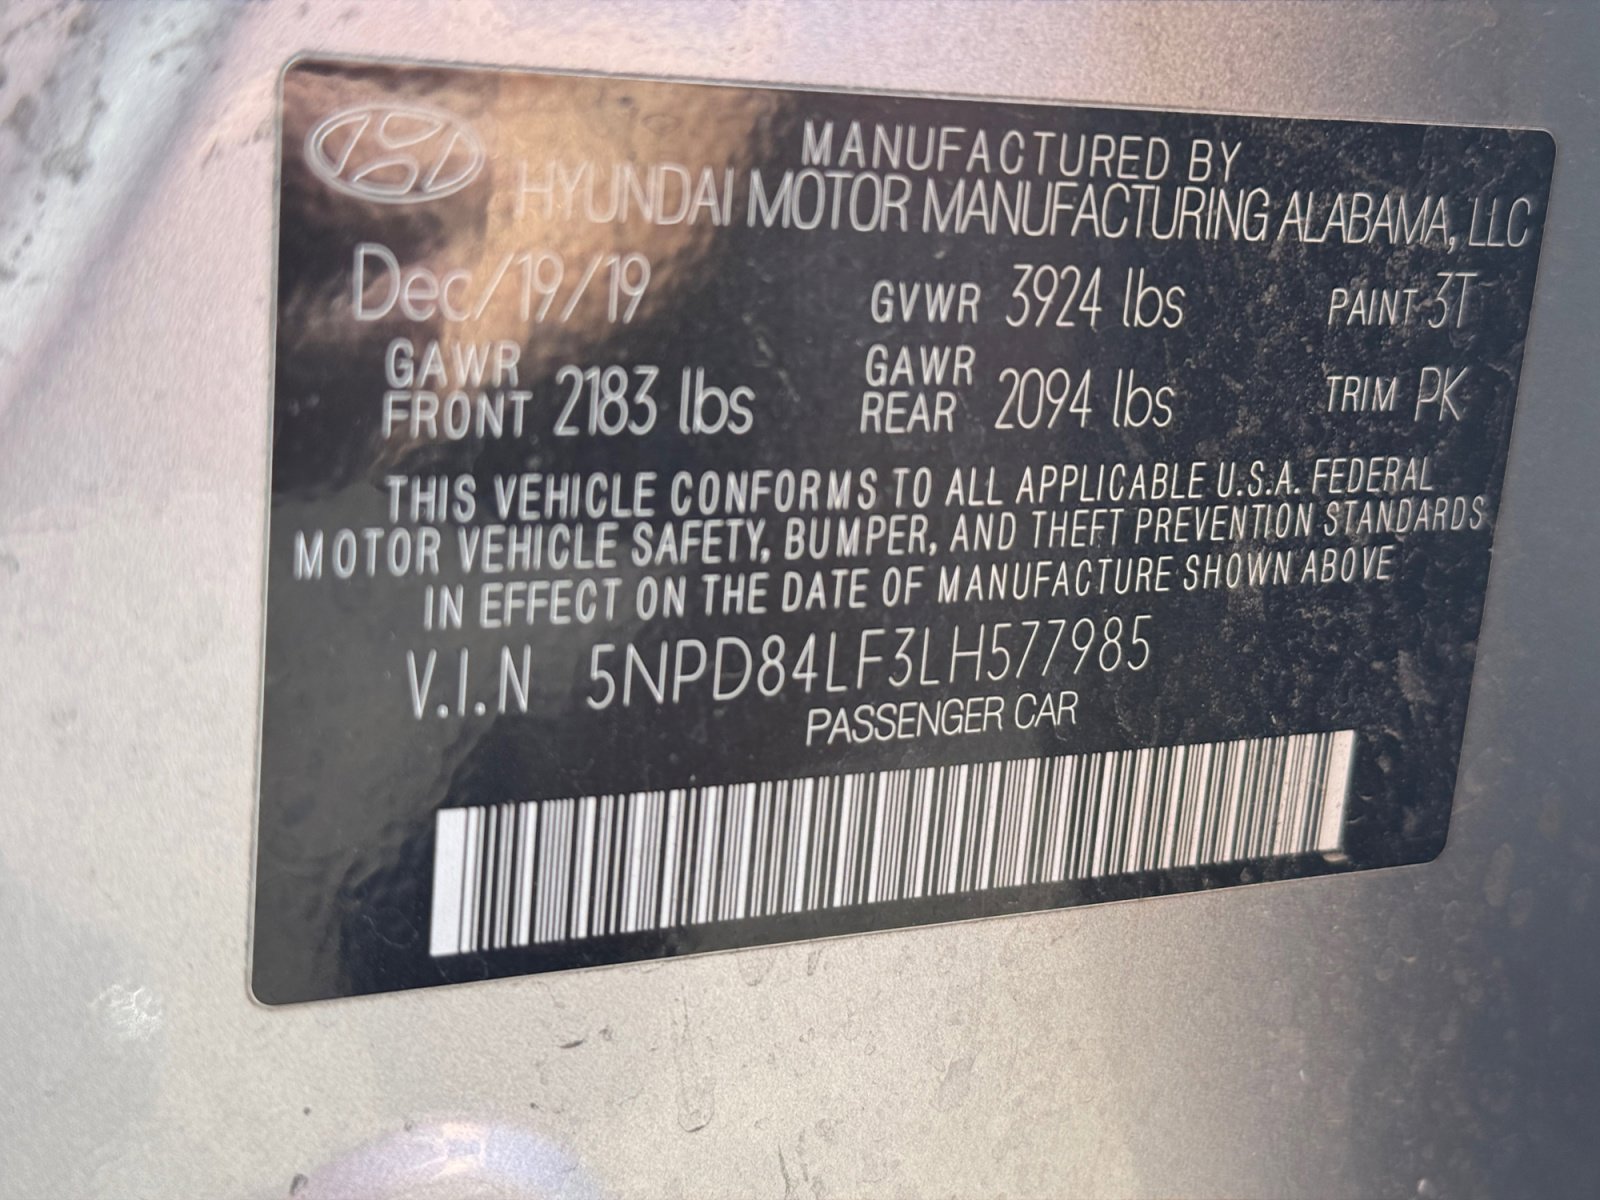 MANUFACTURED BY
HYUNDAI MOTOR MANUFACTURING ALABAMA, LLC
Dec/19/19 GVWR 3924 lbs PAINT 3T
GAWR FRONT 2183 lbs GAWR REAR 2094 lbs TRIM PK
THIS VEHICLE CONFORMS TO ALL APPLICABLE U.S.A. FEDERAL
MOTOR VEHICLE SAFETY, BUMPER, AND THEFT PREVENTION STANDARDS
IN EFFECT ON THE DATE OF MANUFACTURE SHOWN ABOVE
V.I.N 5NPD84LF3LH577985
PASSENGER CAR